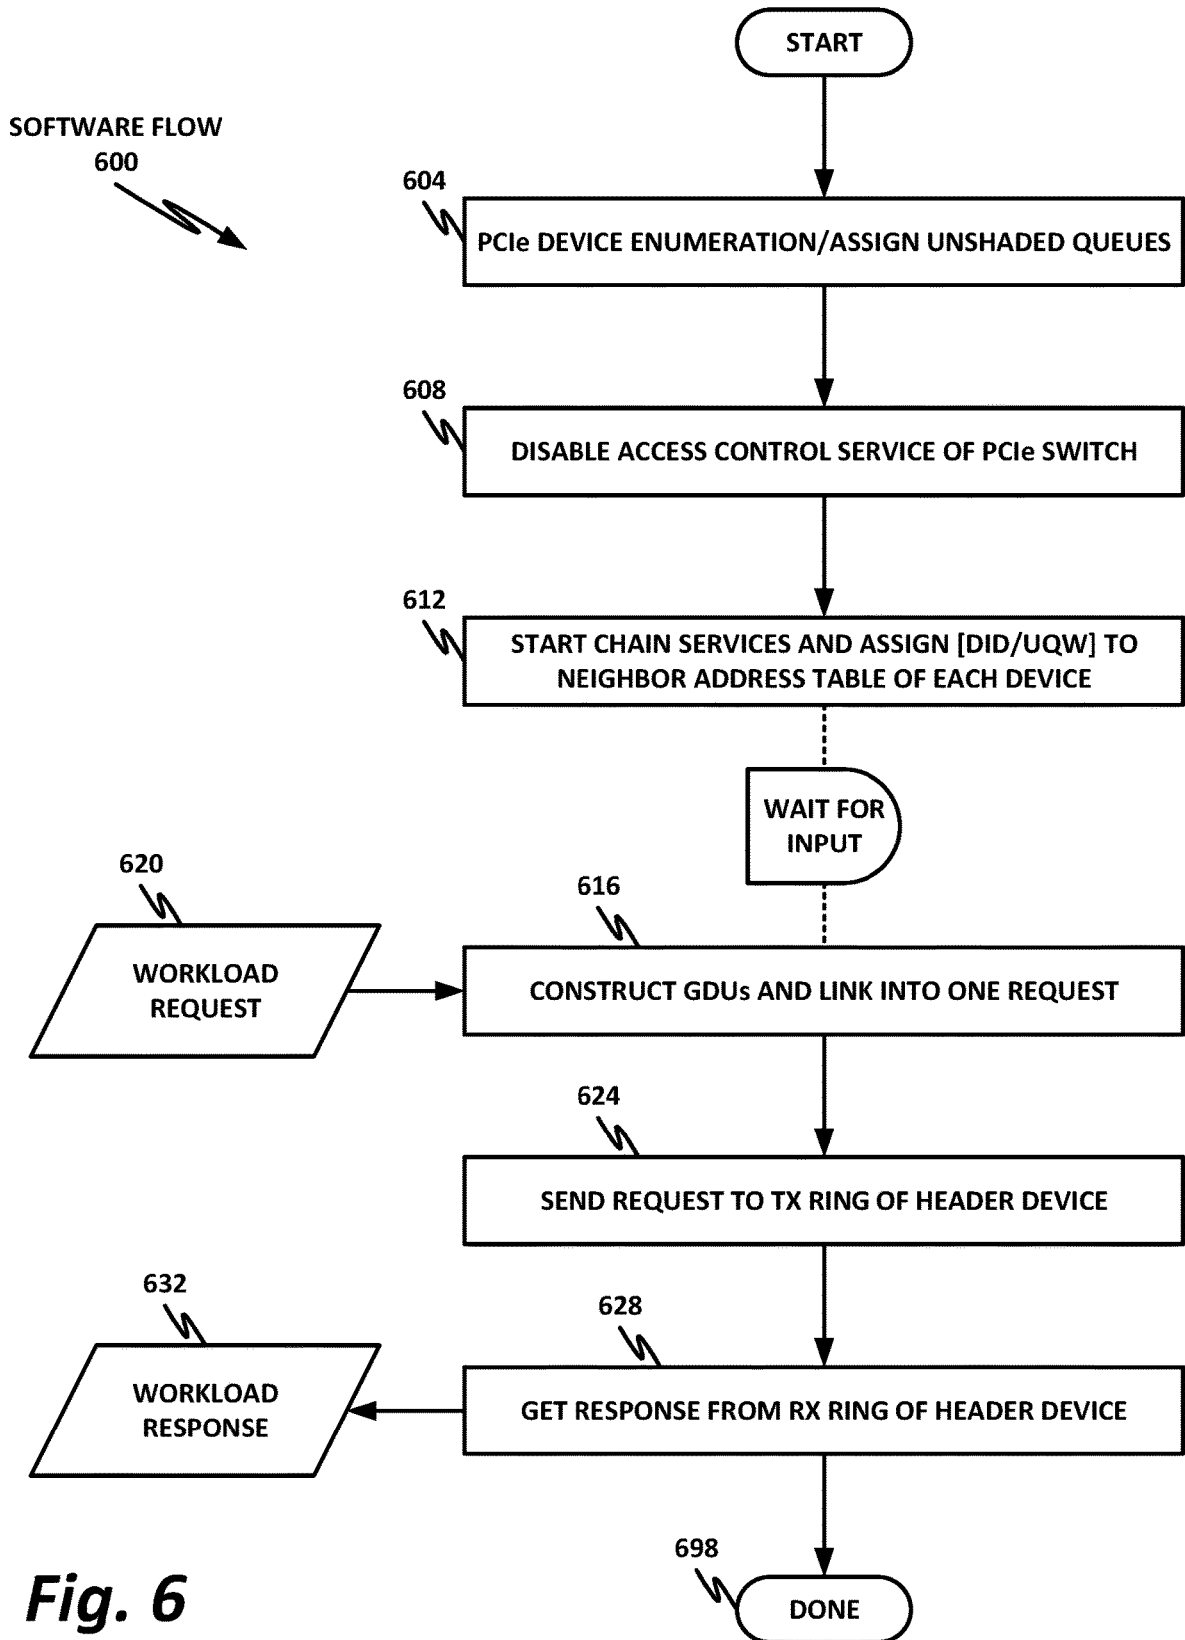 START
SOFTWARE FLOW
600
604
PCIe DEVICE ENUMERATION/ASSIGN UNSHADED QUEUES
608
DISABLE ACCESS CONTROL SERVICE OF PCIe SWITCH
612
START CHAIN SERVICES AND ASSIGN [DID/UQW] TO
NEIGHBOR ADDRESS TABLE OF EACH DEVICE
WAIT FOR
INPUT
620
WORKLOAD
REQUEST
616
CONSTRUCT GDUs AND LINK INTO ONE REQUEST
624
SEND REQUEST TO TX RING OF HEADER DEVICE
632
WORKLOAD
RESPONSE
628
GET RESPONSE FROM RX RING OF HEADER DEVICE
698
DONE
Fig. 6